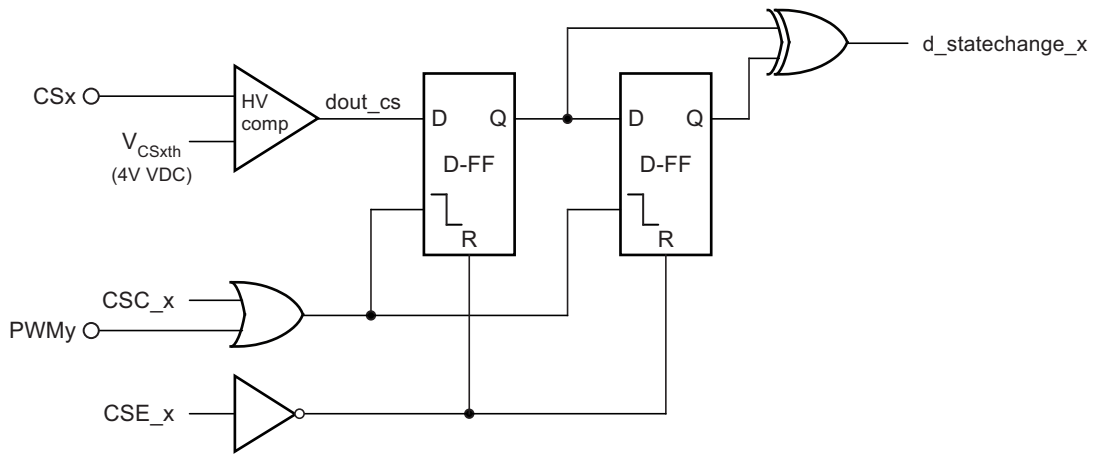 d_statechange_x
CSx
HV
comp
dout_cs
D
Q
D
Q
V_CSxth
(4V VDC)
D-FF
D-FF
R
R
CSC_x
PWMy
CSE_x